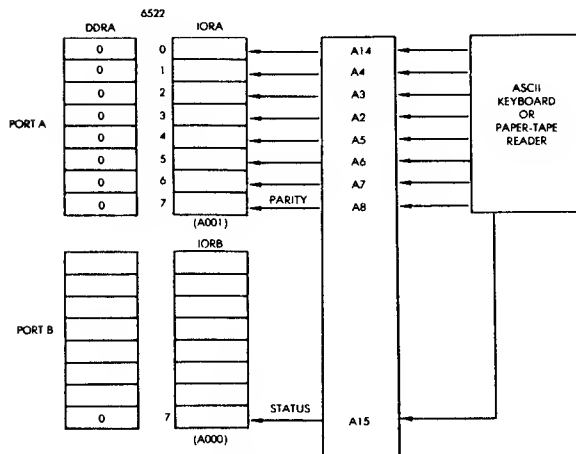 6522
DDRA IORA
0 0 A14
0 1 A4
0 2 A3
0 3 A2
0 4 A5
0 5 A6
0 6 A7
0 7 PARITY A8
PORT A
(A001)
ASCII
KEYBOARD
OR
PAPER-TAPE
READER
IORB
PORT B
0 7 STATUS A15
(A000)